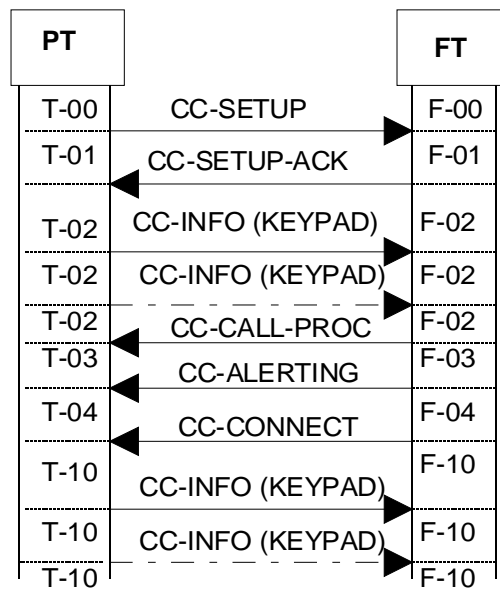 PT FT
T-00 CC-SETUP F-00
T-01 CC-SETUP-ACK F-01
T-02 CC-INFO (KEYPAD) F-02
T-02 CC-INFO (KEYPAD) F-02
T-02 CC-CALL-PROC F-02
T-03 CC-ALERTING F-03
T-04 CC-CONNECT F-04
T-10 CC-INFO (KEYPAD) F-10
T-10 CC-INFO (KEYPAD) F-10
T-10 F-10